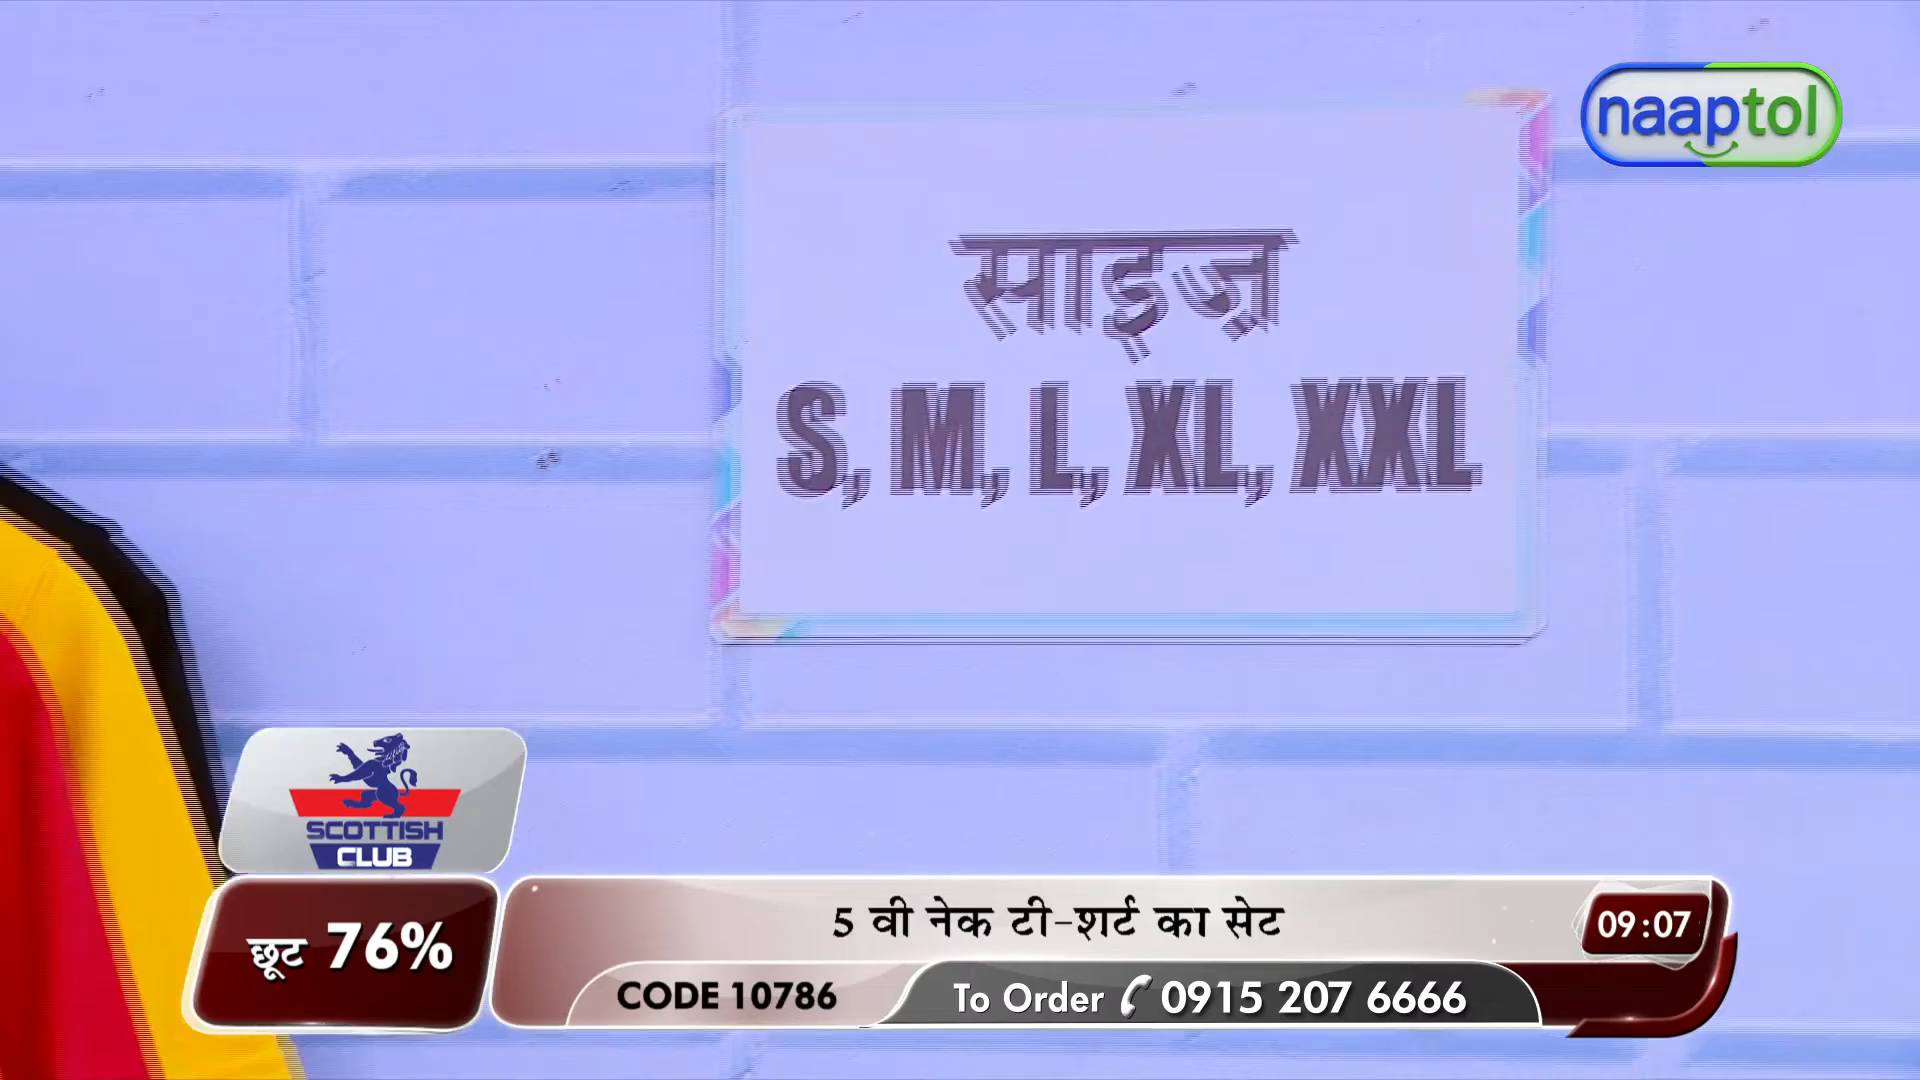 naaptol
साइज़
S, M, L, XL, XXL
SCOTTISH
CLUB
छूट 76%
5 वी नेक टी-शर्ट का सेट
09:07
CODE 10786
To Order 0915 207 6666